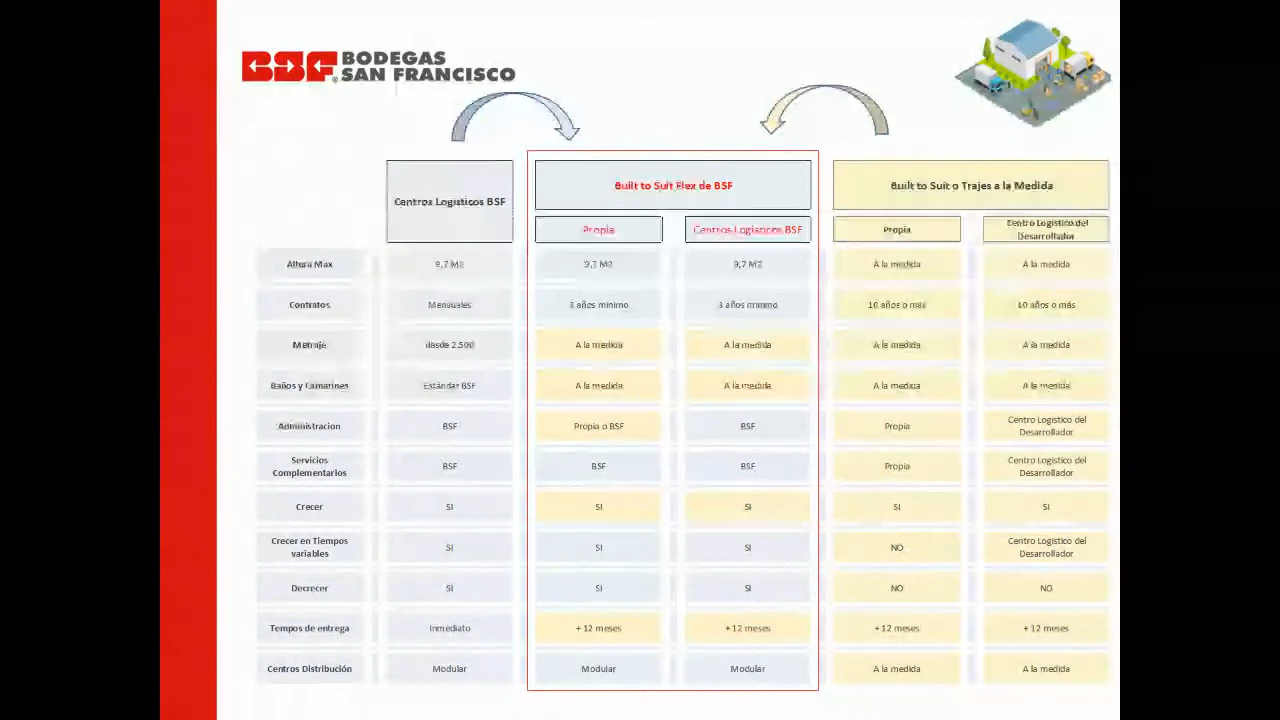 BSF BODEGAS
SAN FRANCISCO
Centros Logisticos BSF
Built to Suit Flex de BSF
Built to Suit o Trajes a la Medida
Propia
Centros Logisticos BSF
Propia
Centro Logistico del
Desarrollador
Altura Max 9,7 M2 9,7 M2 9,7 M2 A la medida A la medida
Contratos Mensuales 3 años minimo 3 años minimo 10 años o más 10 años o más
Metraje desde 2.500 A la medida A la medida A la medida A la medida
Baños y Camarines Estándar BSF A la medida A la medida A la medida A la medida
Administracion BSF Propia o BSF BSF Propia Centro Logistico del
Desarrollador
Servicios
Complementarios BSF BSF BSF Propia Centro Logistico del
Desarrollador
Crecer SI SI SI SI SI
Crecer en Tiempos
variables SI SI SI NO Centro Logistico del
Desarrollador
Decrecer SI SI SI NO NO
Tempos de entrega Inmediato + 12 meses + 12 meses + 12 meses + 12 meses
Centros Distribución Modular Modular Modular A la medida A la medida